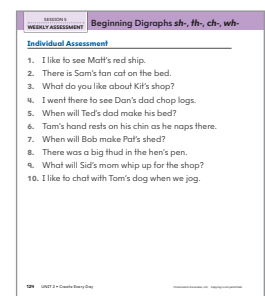 SESSION 5
WEEKLY ASSESSMENT
Beginning Digraphs sh-, th-, ch-, wh-
Individual Assessment
1. I like to see Matt's red ship.
2. There is Sam's tan cat on the bed.
3. What do you like about Kit's shop?
4. I went there to see Dan's dad chop logs.
5. When will Ted's dad make his bed?
6. Tam's hand rests on his chin as he naps there.
7. When will Bob make Pat's shed?
8. There was a big thud in the hen's pen.
9. What will Sid's mom whip up for the shop?
10. I like to chat with Tom's dog when we jog.
124 UNIT 2 • Create Every Day